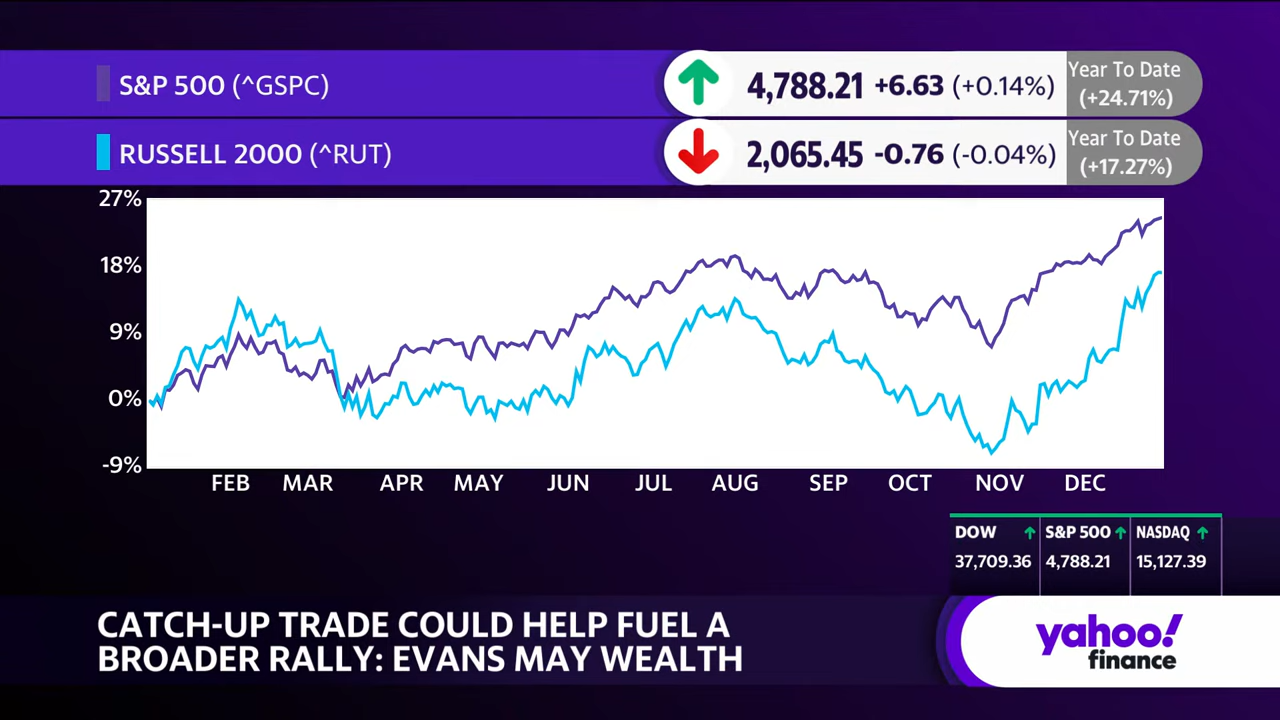 S&P 500 (^GSPC)
4,788.21 +6.63 (+0.14%)
Year To Date
(+24.71%)
RUSSELL 2000 (^RUT)
2,065.45 -0.76 (-0.04%)
Year To Date
(+17.27%)
27%
18%
9%
0%
-9%
FEB MAR APR MAY JUN JUL AUG SEP OCT NOV DEC
DOW S&P 500 NASDAQ
37,709.36 4,788.21 15,127.39
CATCH-UP TRADE COULD HELP FUEL A
BROADER RALLY: EVANS MAY WEALTH
yahoo!
finance